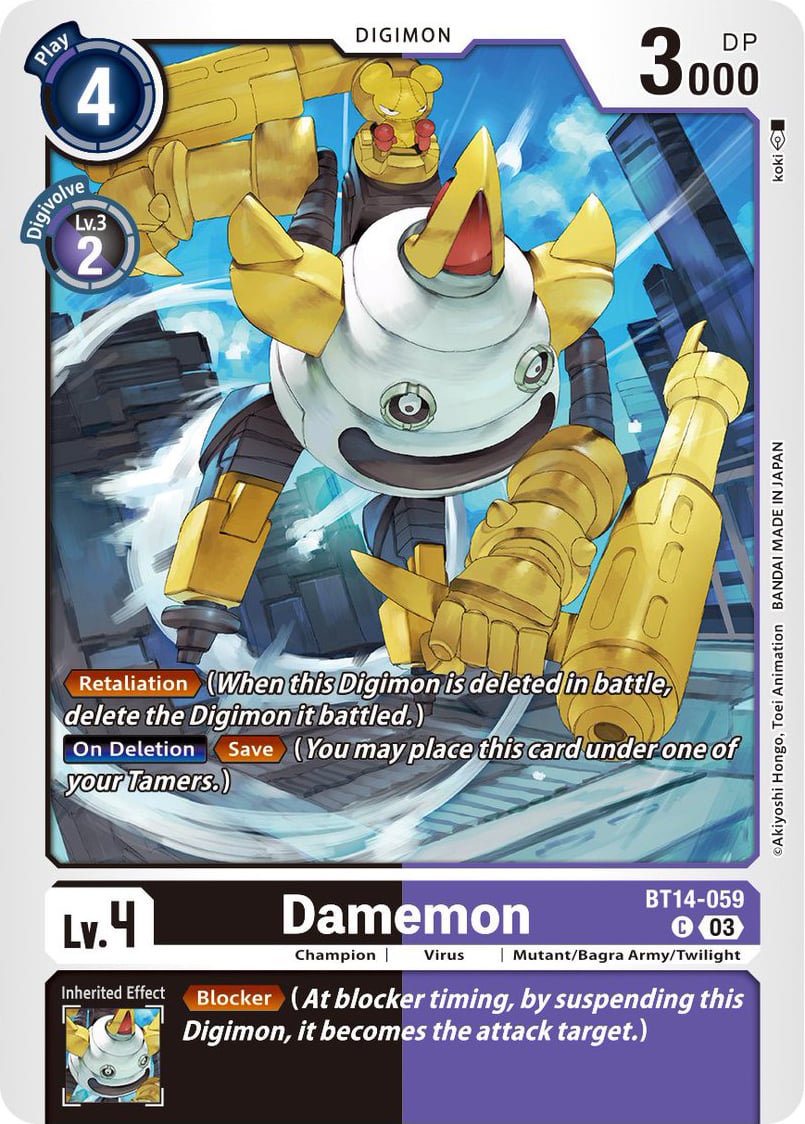 DIGIMON
Play
4
3000
DP
Digivolve
Lv.3
2
koki
Retaliation (When this Digimon is deleted in battle,
delete the Digimon it battled.)
On Deletion Save (You may place this card under one of
your Tamers.)
©Akiyoshi Hongo, Toei Animation BANDAI MADE IN JAPAN
Lv.4
Damemon
BT14-059
C 03
Champion | Virus | Mutant/Bagra Army/Twilight
Inherited Effect
Blocker (At blocker timing, by suspending this
Digimon, it becomes the attack target.)